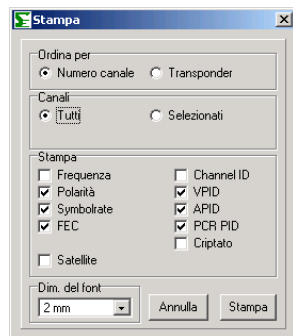 Stampa
Ordina per
Numero canale Transponder
Canali
Tutti Selezionati
Stampa
Frequenza Channel ID
Polarità VPID
Symbolrate APID
FEC PCR PID
Criptato
Satellite
Dim. del font
2 mm Annulla Stampa